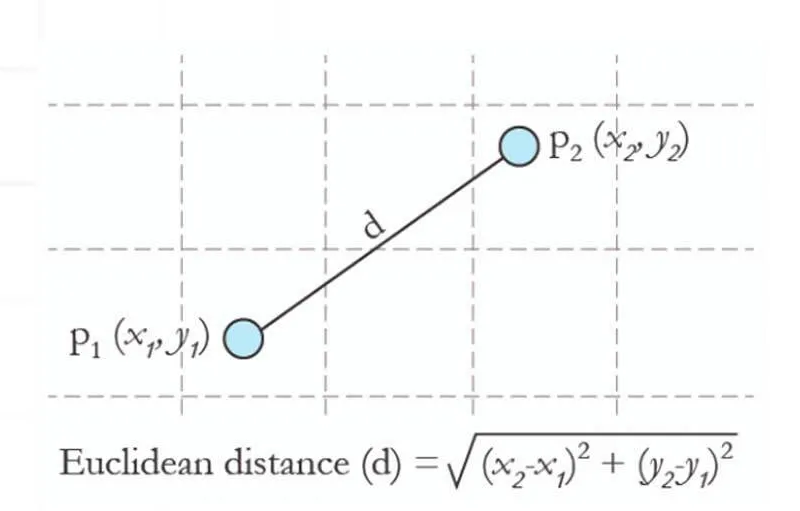 p₂ (x₂, y₂)
d
p₁ (x₁, y₁)
Euclidean distance (d) = √(x₂-x₁)² + (y₂-y₁)²